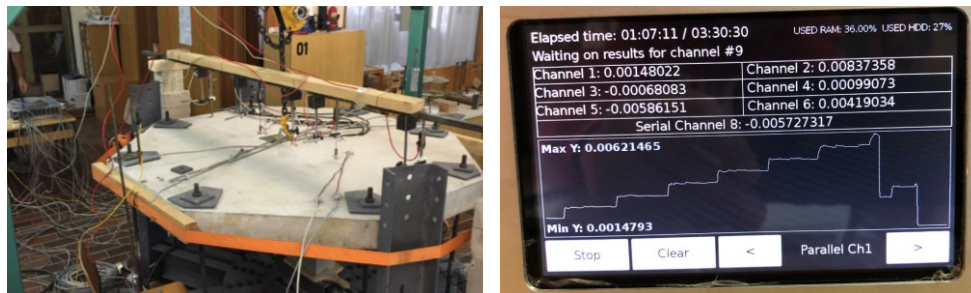 01
Elapsed time: 01:07:11 / 03:30:30
USED RAM: 36.00% USED HDD: 27%
Waiting on results for channel #9
Channel 1: 0.00148022
Channel 2: 0.00837358
Channel 3: -0.00068083
Channel 4: 0.00099073
Channel 5: -0.00586151
Channel 6: 0.00419034
Serial Channel 8: -0.005727317
Max Y: 0.00621465
Min Y: 0.0014793
Stop
Clear
<
Parallel Ch1
>